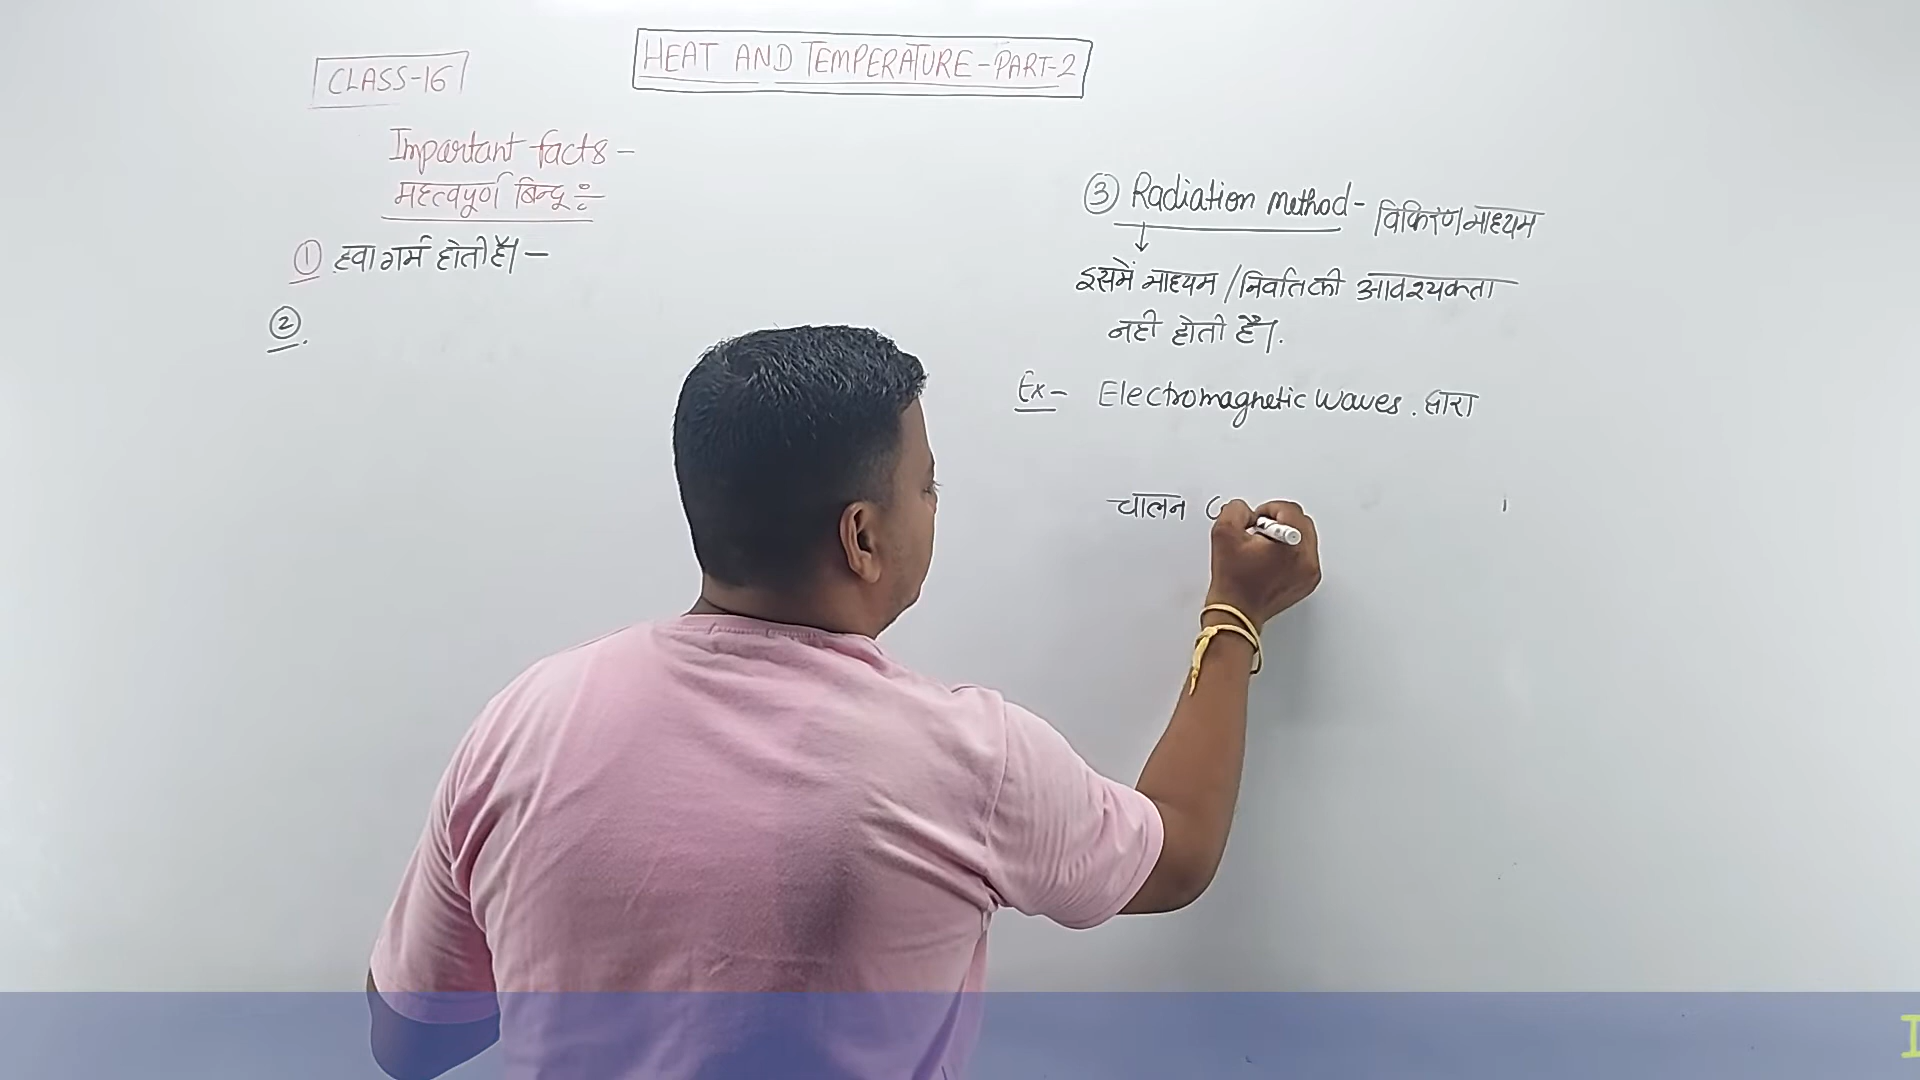 CLASS-16
HEAT AND TEMPERATURE-PART-2
Important facts-
महत्वपूर्ण बिन्दू :-
① हवा गर्म होती है।-
②.
③ Radiation method- विकिरण माध्यम
इसमें माध्यम/निर्वात की आवश्यकता
नही होती है।.
Ex- Electromagnetic waves. द्वारा
चालन